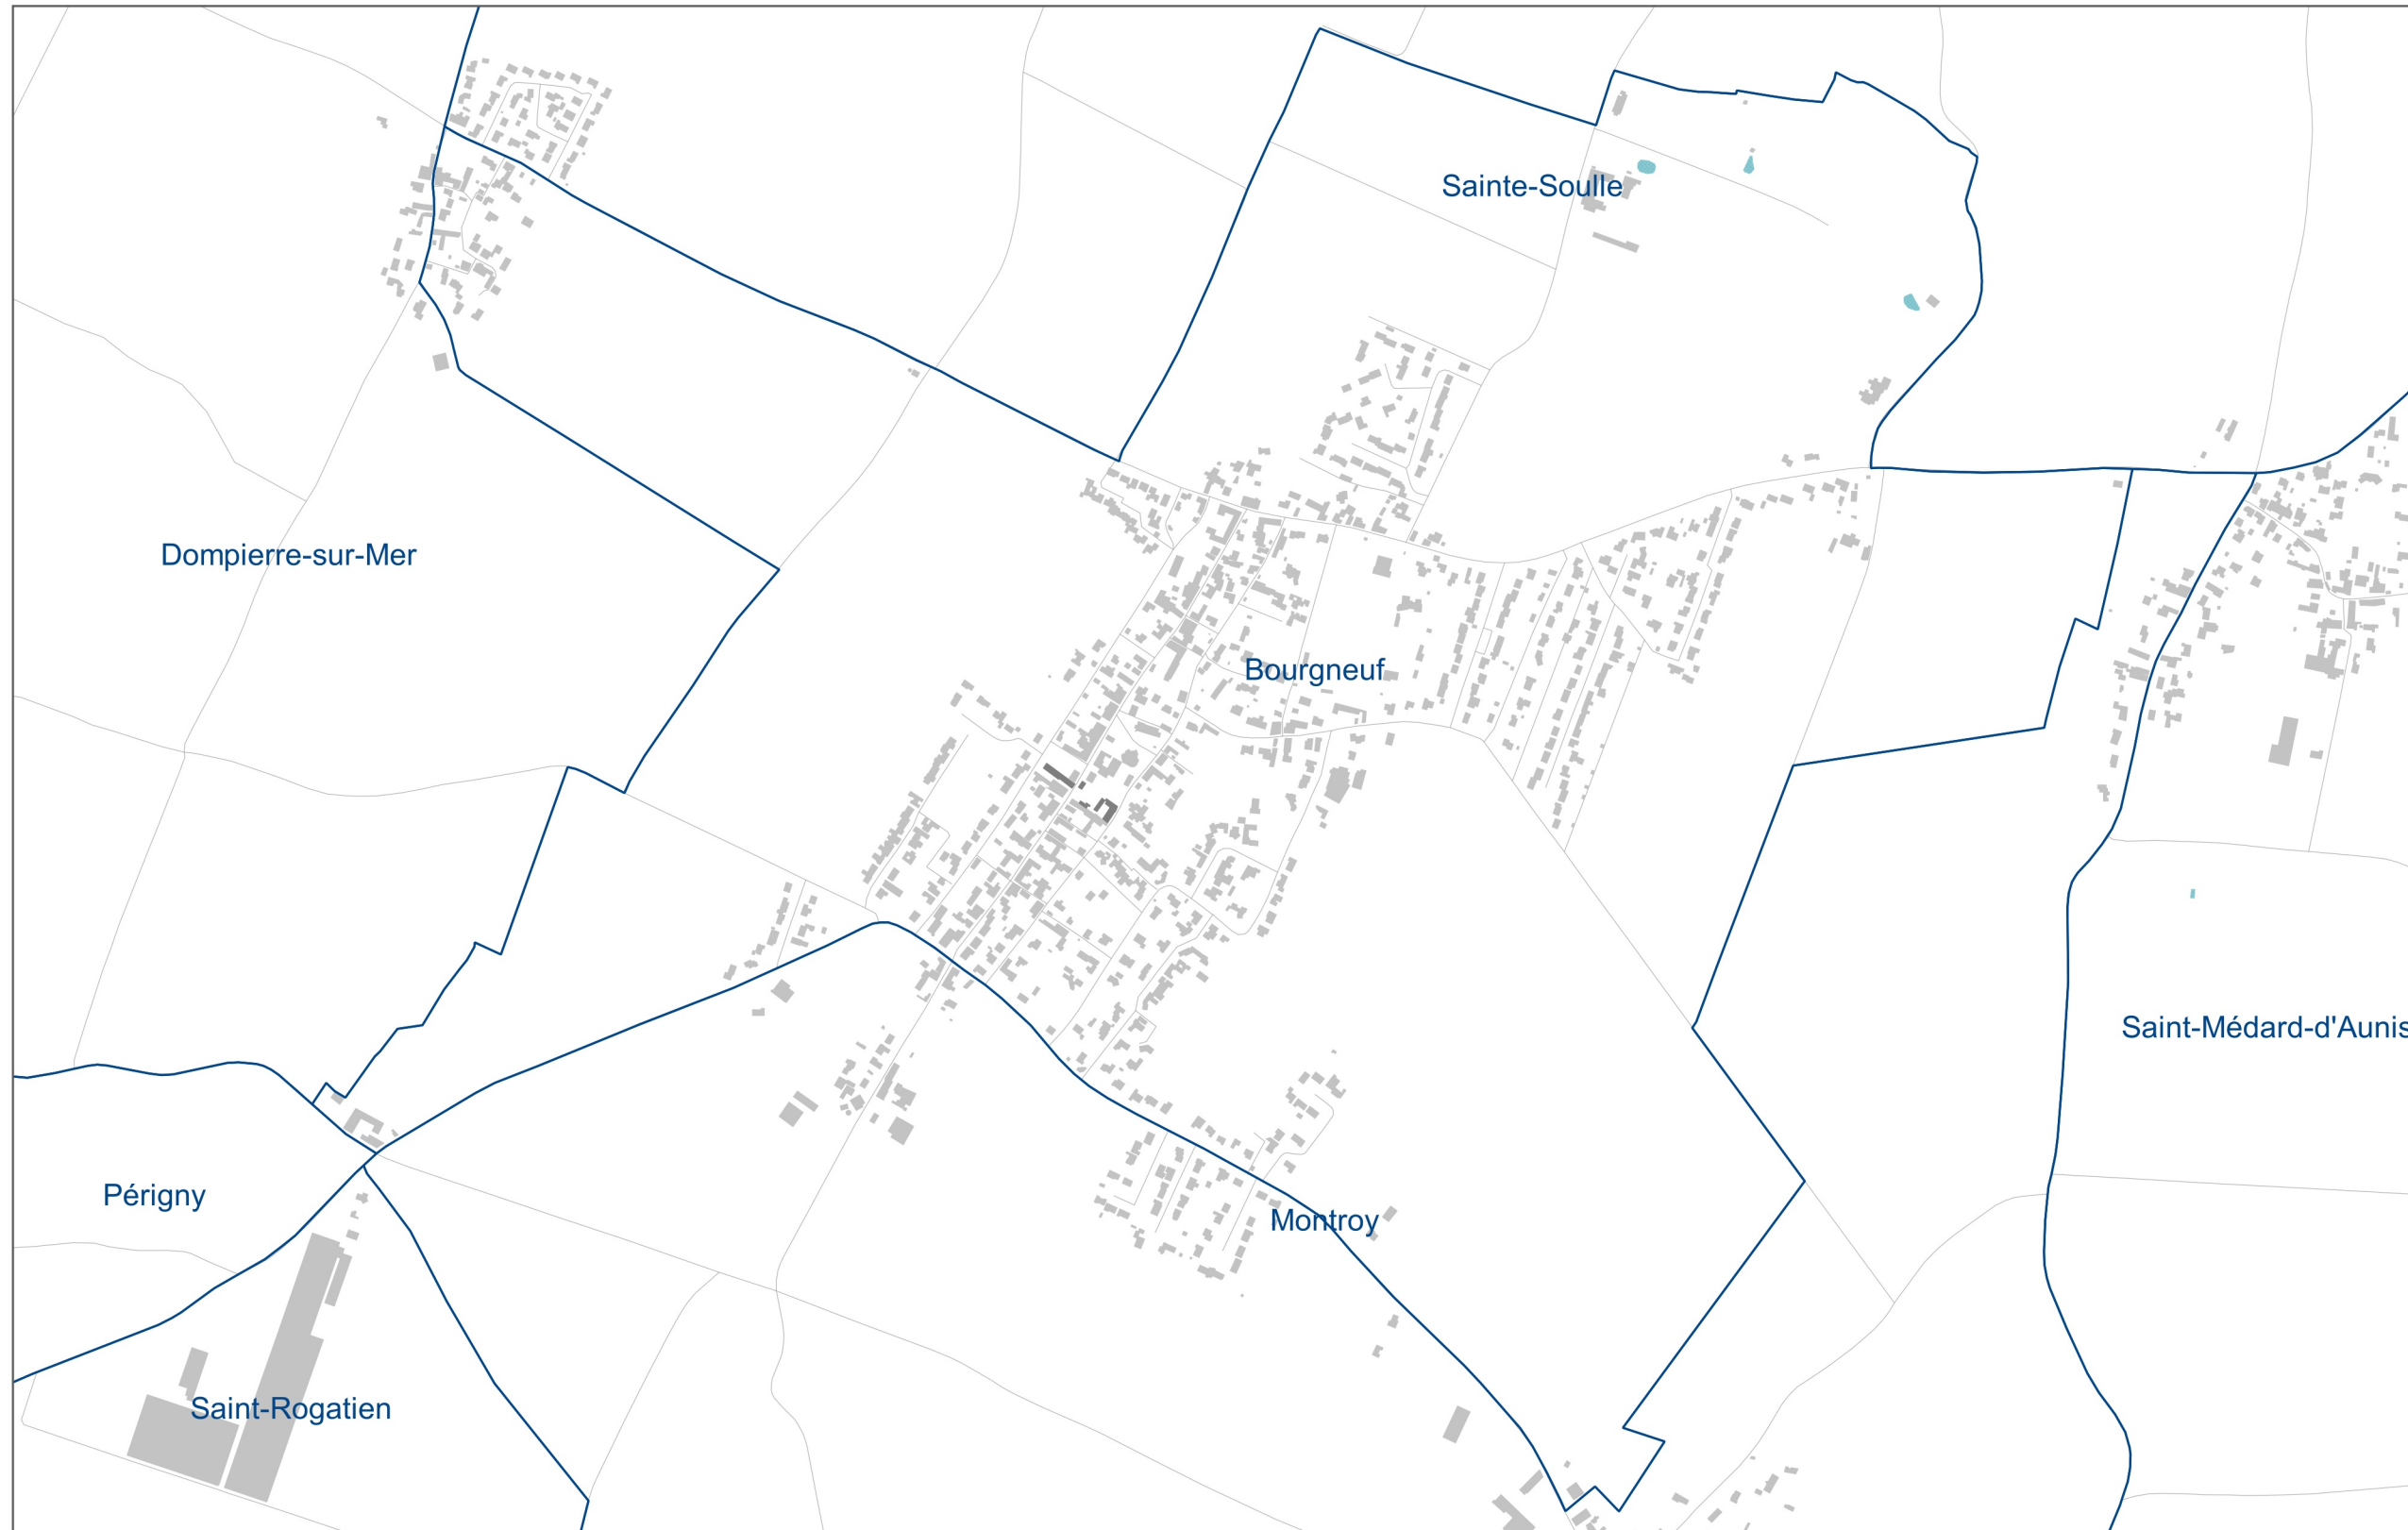 Sainte-Soulle
Dompierre-sur-Mer
Bourgneuf
Saint-Médard-d'Aunis
Périgny
Montroy
Saint-Rogatien